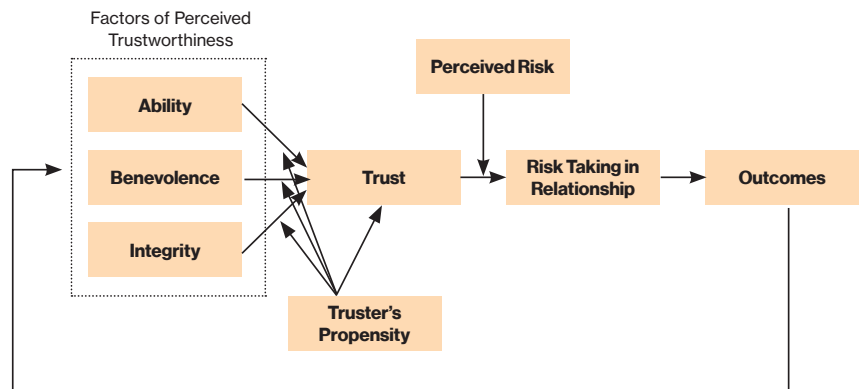 Factors of Perceived
Trustworthiness
Perceived Risk
Ability
Benevolence
Trust
Risk Taking in
Relationship
Outcomes
Integrity
Truster’s
Propensity